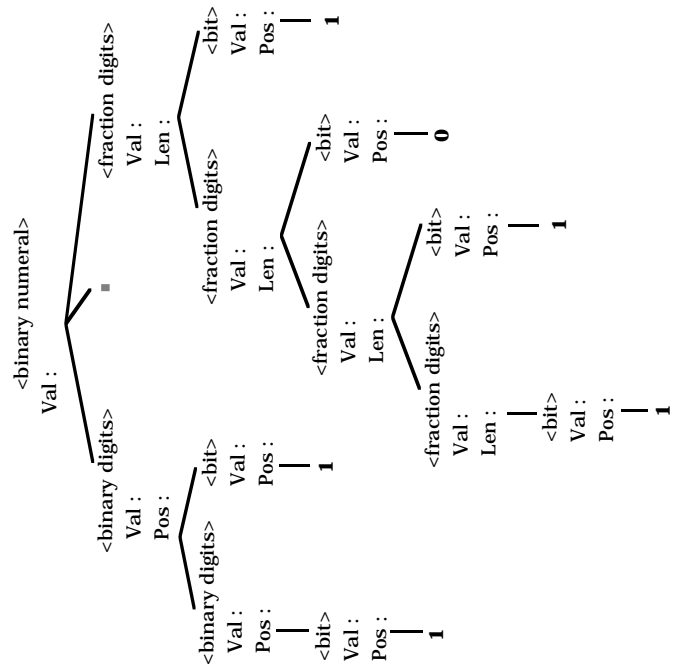 <binary numeral>
Val :
<binary digits> . <fraction digits>
Val : Val :
Pos : Len :
<binary digits> <bit> <fraction digits> <bit>
Val : Val : Val : Val :
Pos : Pos : Len : Pos :
<bit> 1 <fraction digits> <bit> 1
Val : Val : Val :
Pos : Len : Pos :
1 <fraction digits> <bit> 0
Val : Val :
Len : Pos :
<bit> 1
Val :
Pos :
1